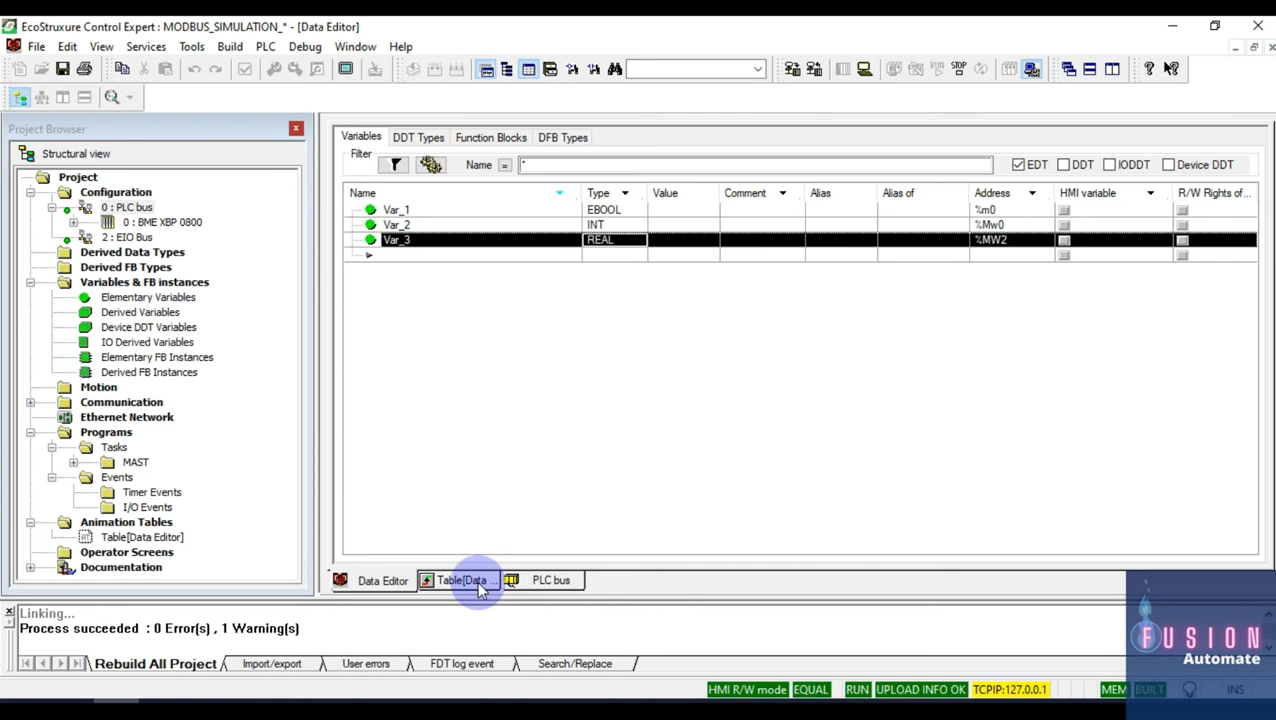 EcoStruxure Control Expert : MODBUS_SIMULATION_* - [Data Editor]
File Edit View Services Tools Build PLC Debug Window Help
RUN STOP
Project Browser
Structural view
Project
Configuration
0 : PLC bus
0 : BME XBP 0800
2 : EIO Bus
Derived Data Types
Derived FB Types
Variables & FB instances
Elementary Variables
Derived Variables
Device DDT Variables
IO Derived Variables
Elementary FB Instances
Derived FB Instances
Motion
Communication
Ethernet Network
Programs
Tasks
MAST
Events
Timer Events
I/O Events
Animation Tables
Table[Data Editor]
Operator Screens
Documentation
Variables DDT Types Function Blocks DFB Types
Filter
Name = * EDT DDT IODDT Device DDT
Name Type Value Comment Alias Alias of Address HMI variable R/W Rights of...
Var_1 EBOOL %m0
Var_2 INT %Mw0
Var_3 REAL %MW2
Data Editor Table[Data ... PLC bus
Linking...
Process succeeded : 0 Error(s) , 1 Warning(s)
Rebuild All Project Import/export User errors FDT log event Search/Replace
HMI R/W mode EQUAL RUN UPLOAD INFO OK TCPIP:127.0.0.1 MEM BUILT INS
FUSION
Automate